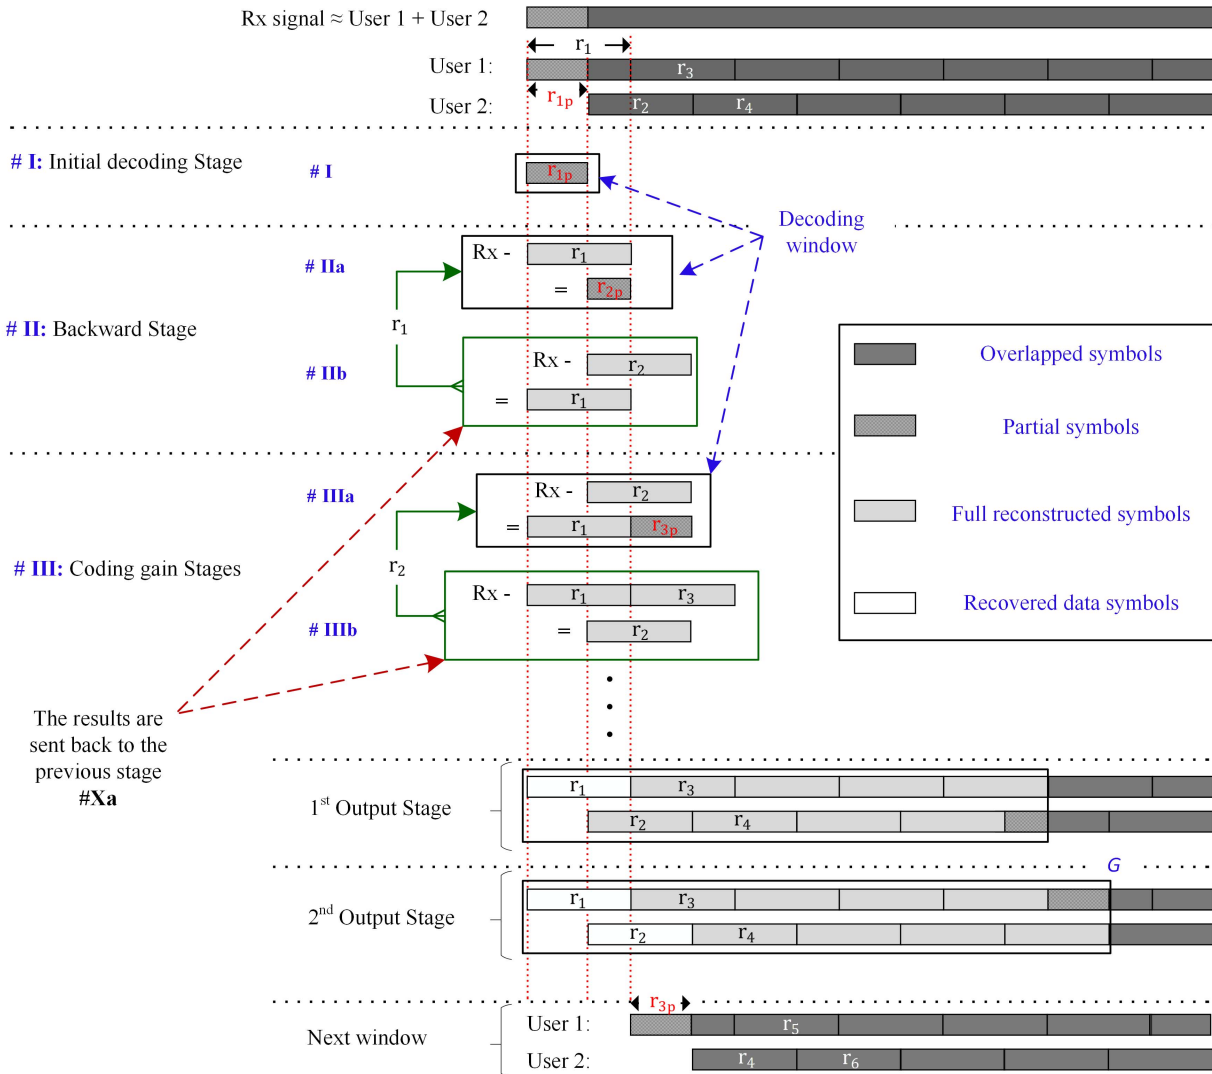 Rx signal ≈ User 1 + User 2
r1
User 1:
r3
r1p
User 2:
r2
r4
# I: Initial decoding Stage
# I
r1p
Decoding
window
Rx -
r1
# IIa
=
r2p
# II: Backward Stage
r1
Rx -
r2
# IIb
=
r1
Overlapped symbols
Partial symbols
Full reconstructed symbols
Recovered data symbols
# IIIa
Rx -
r2
=
r1
r3p
# III: Coding gain Stages
r2
Rx -
r1
r3
# IIIb
=
r2
The results are
sent back to the
previous stage
#Xa
1st Output Stage
r1
r3
r2
r4
G
2nd Output Stage
r1
r3
r2
r4
r3p
Next window
User 1:
r5
User 2:
r4
r6